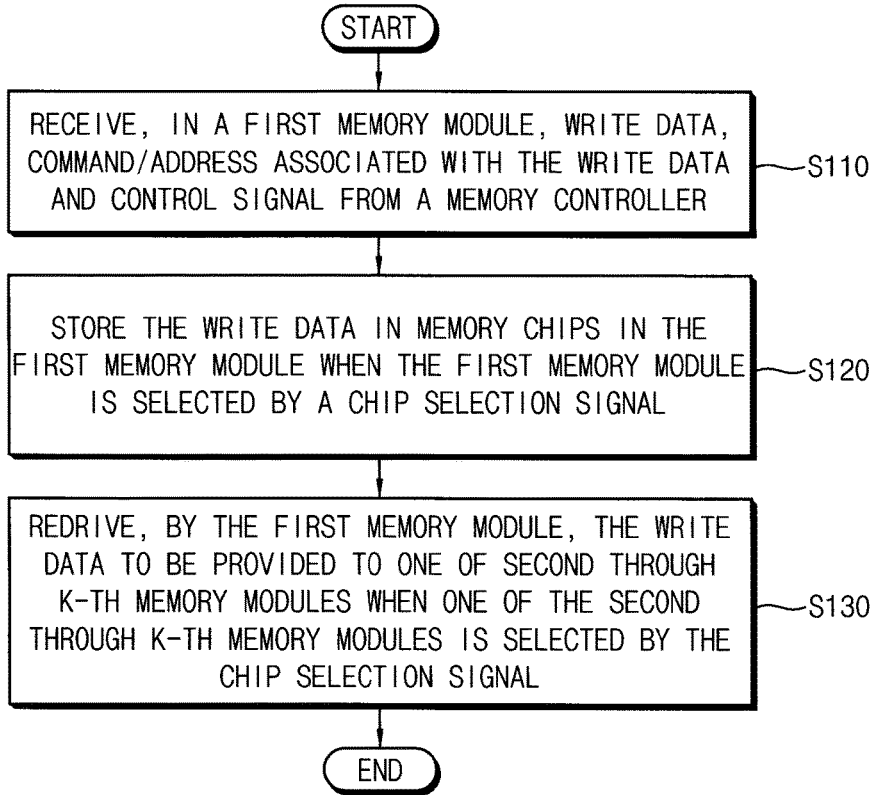 START
RECEIVE, IN A FIRST MEMORY MODULE, WRITE DATA,
COMMAND/ADDRESS ASSOCIATED WITH THE WRITE DATA
AND CONTROL SIGNAL FROM A MEMORY CONTROLLER
S110
STORE THE WRITE DATA IN MEMORY CHIPS IN THE
FIRST MEMORY MODULE WHEN THE FIRST MEMORY MODULE
IS SELECTED BY A CHIP SELECTION SIGNAL
S120
REDRIVE, BY THE FIRST MEMORY MODULE, THE WRITE
DATA TO BE PROVIDED TO ONE OF SECOND THROUGH
K-TH MEMORY MODULES WHEN ONE OF THE SECOND
THROUGH K-TH MEMORY MODULES IS SELECTED BY THE
CHIP SELECTION SIGNAL
S130
END